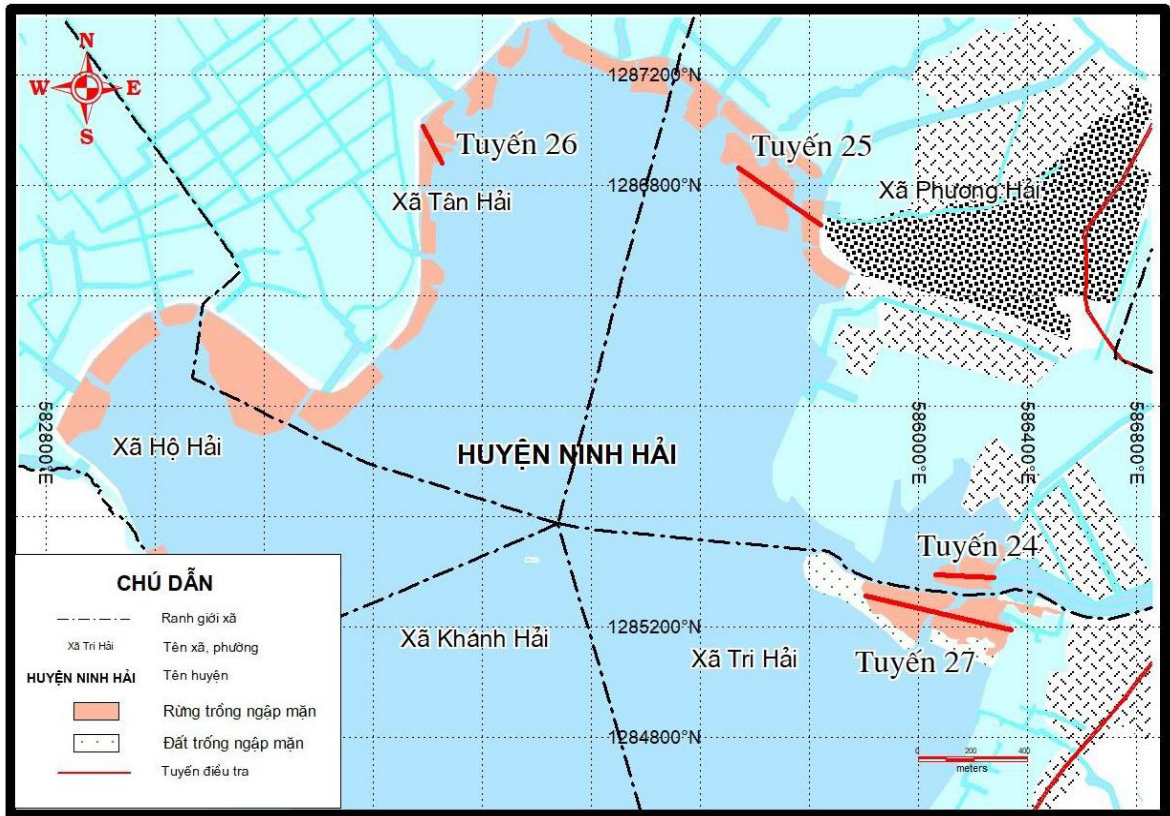 N
W E
S
1287200°N
Tuyến 26
Tuyến 25
1286800°N
Xã Phương Hải
Xã Tân Hải
582800°E
Xã Hộ Hải
HUYỆN NINH HẢI
586000°E
586400°E
586800°E
Tuyến 24
Xã Khánh Hải
1285200°N
Xã Tri Hải
Tuyến 27
1284800°N
0 200 400
meters
CHÚ DẪN
Ranh giới xã
Xã Tri Hải Tên xã, phường
HUYỆN NINH HẢI Tên huyện
Rừng trồng ngập mặn
Đất trống ngập mặn
Tuyến điều tra